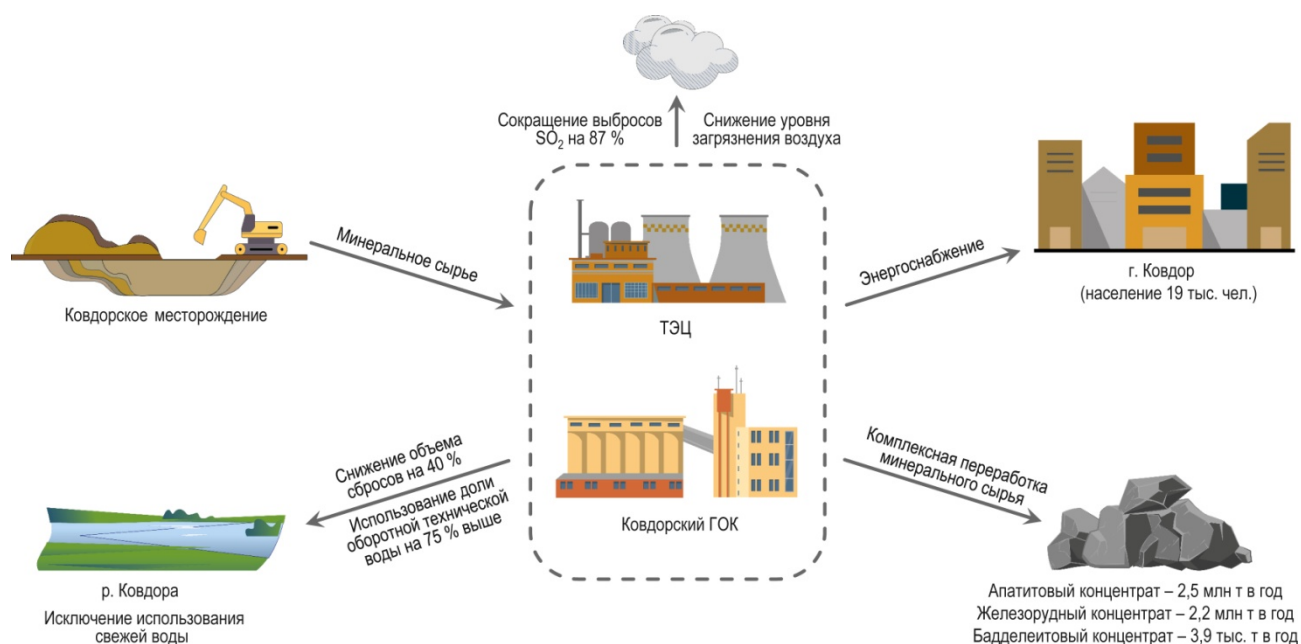 Сокращение выбросов
SO₂ на 87 %
Снижение уровня
загрязнения воздуха
Минеральное сырье
Ковдорское месторождение
ТЭЦ
Энергоснабжение
г. Ковдор
(население 19 тыс. чел.)
Снижение объема
сбросов на 40 %
Использование доли
оборотной технической
воды на 75 % выше
р. Ковдора
Исключение использования
свежей воды
Ковдорский ГОК
Комплексная переработка
минерального сырья
Апатитовый концентрат – 2,5 млн т в год
Железорудный концентрат – 2,2 млн т в год
Бадделеитовый концентрат – 3,9 тыс. т в год